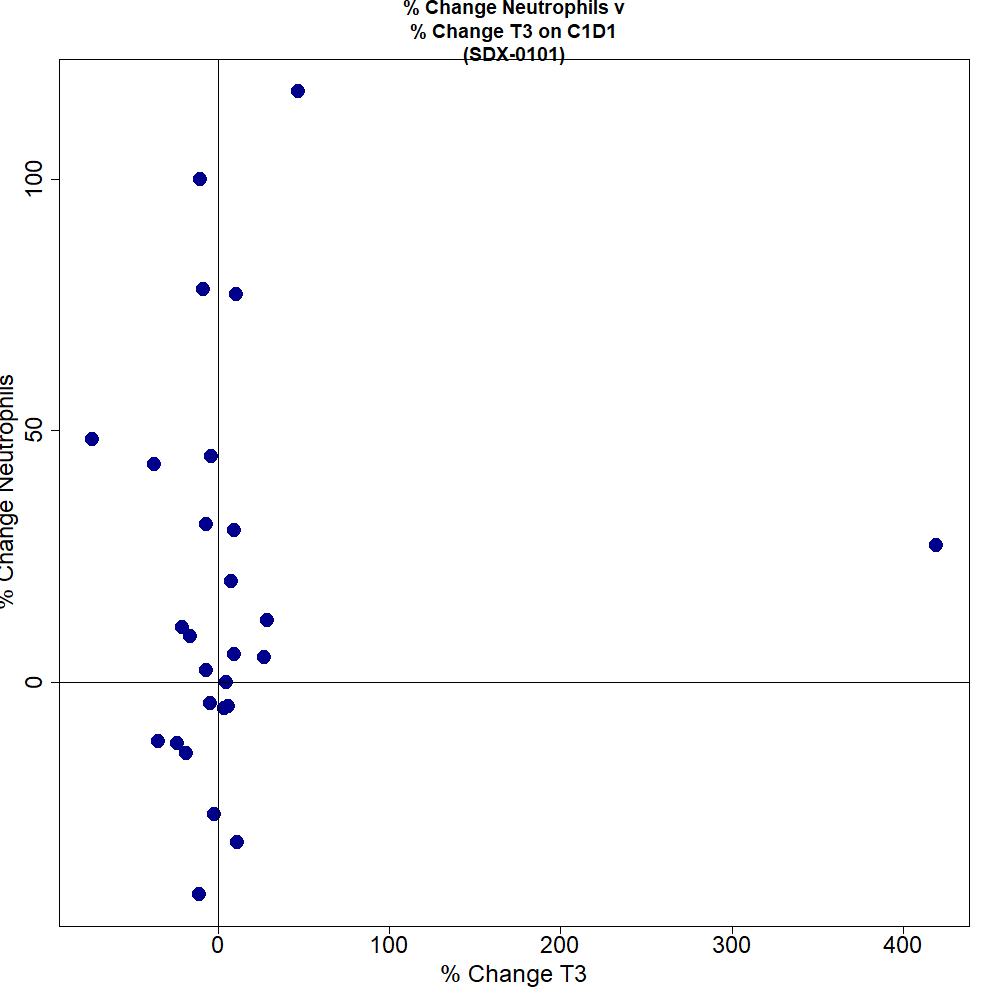 % Change Neutrophils v
% Change T3 on C1D1
(SDX-0101)
% Change Neutrophils
100
50
0
0
100
200
300
400
% Change T3